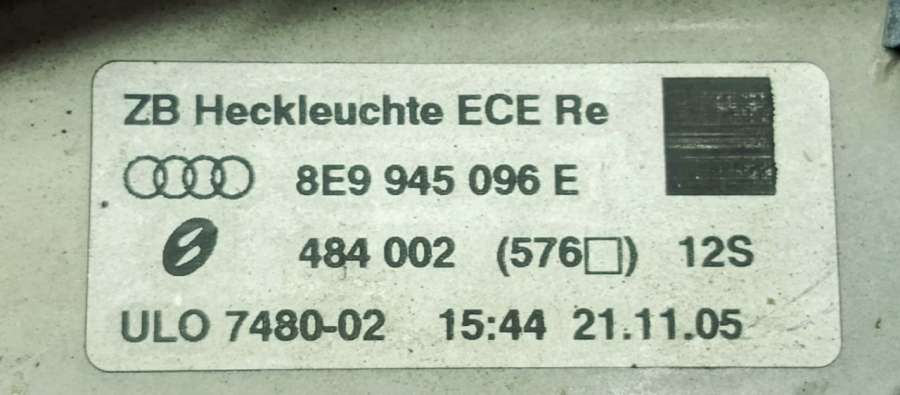 ZB Heckleuchte ECE Re
8E9 945 096 E
484 002 (576□) 12S
ULO 7480-02 15:44 21.11.05